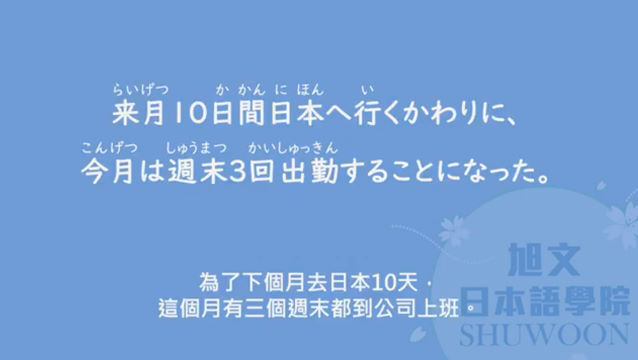 らいげつ かかんにほん い
来月10日間日本へ行くかわりに、
こんげつ しゅうまつ かいしゅっきん
今月は週末3回出勤することになった。
為了下個月去日本10天，
這個月有三個週末都到公司上班。
旭文
日本語學院
SHUWOON